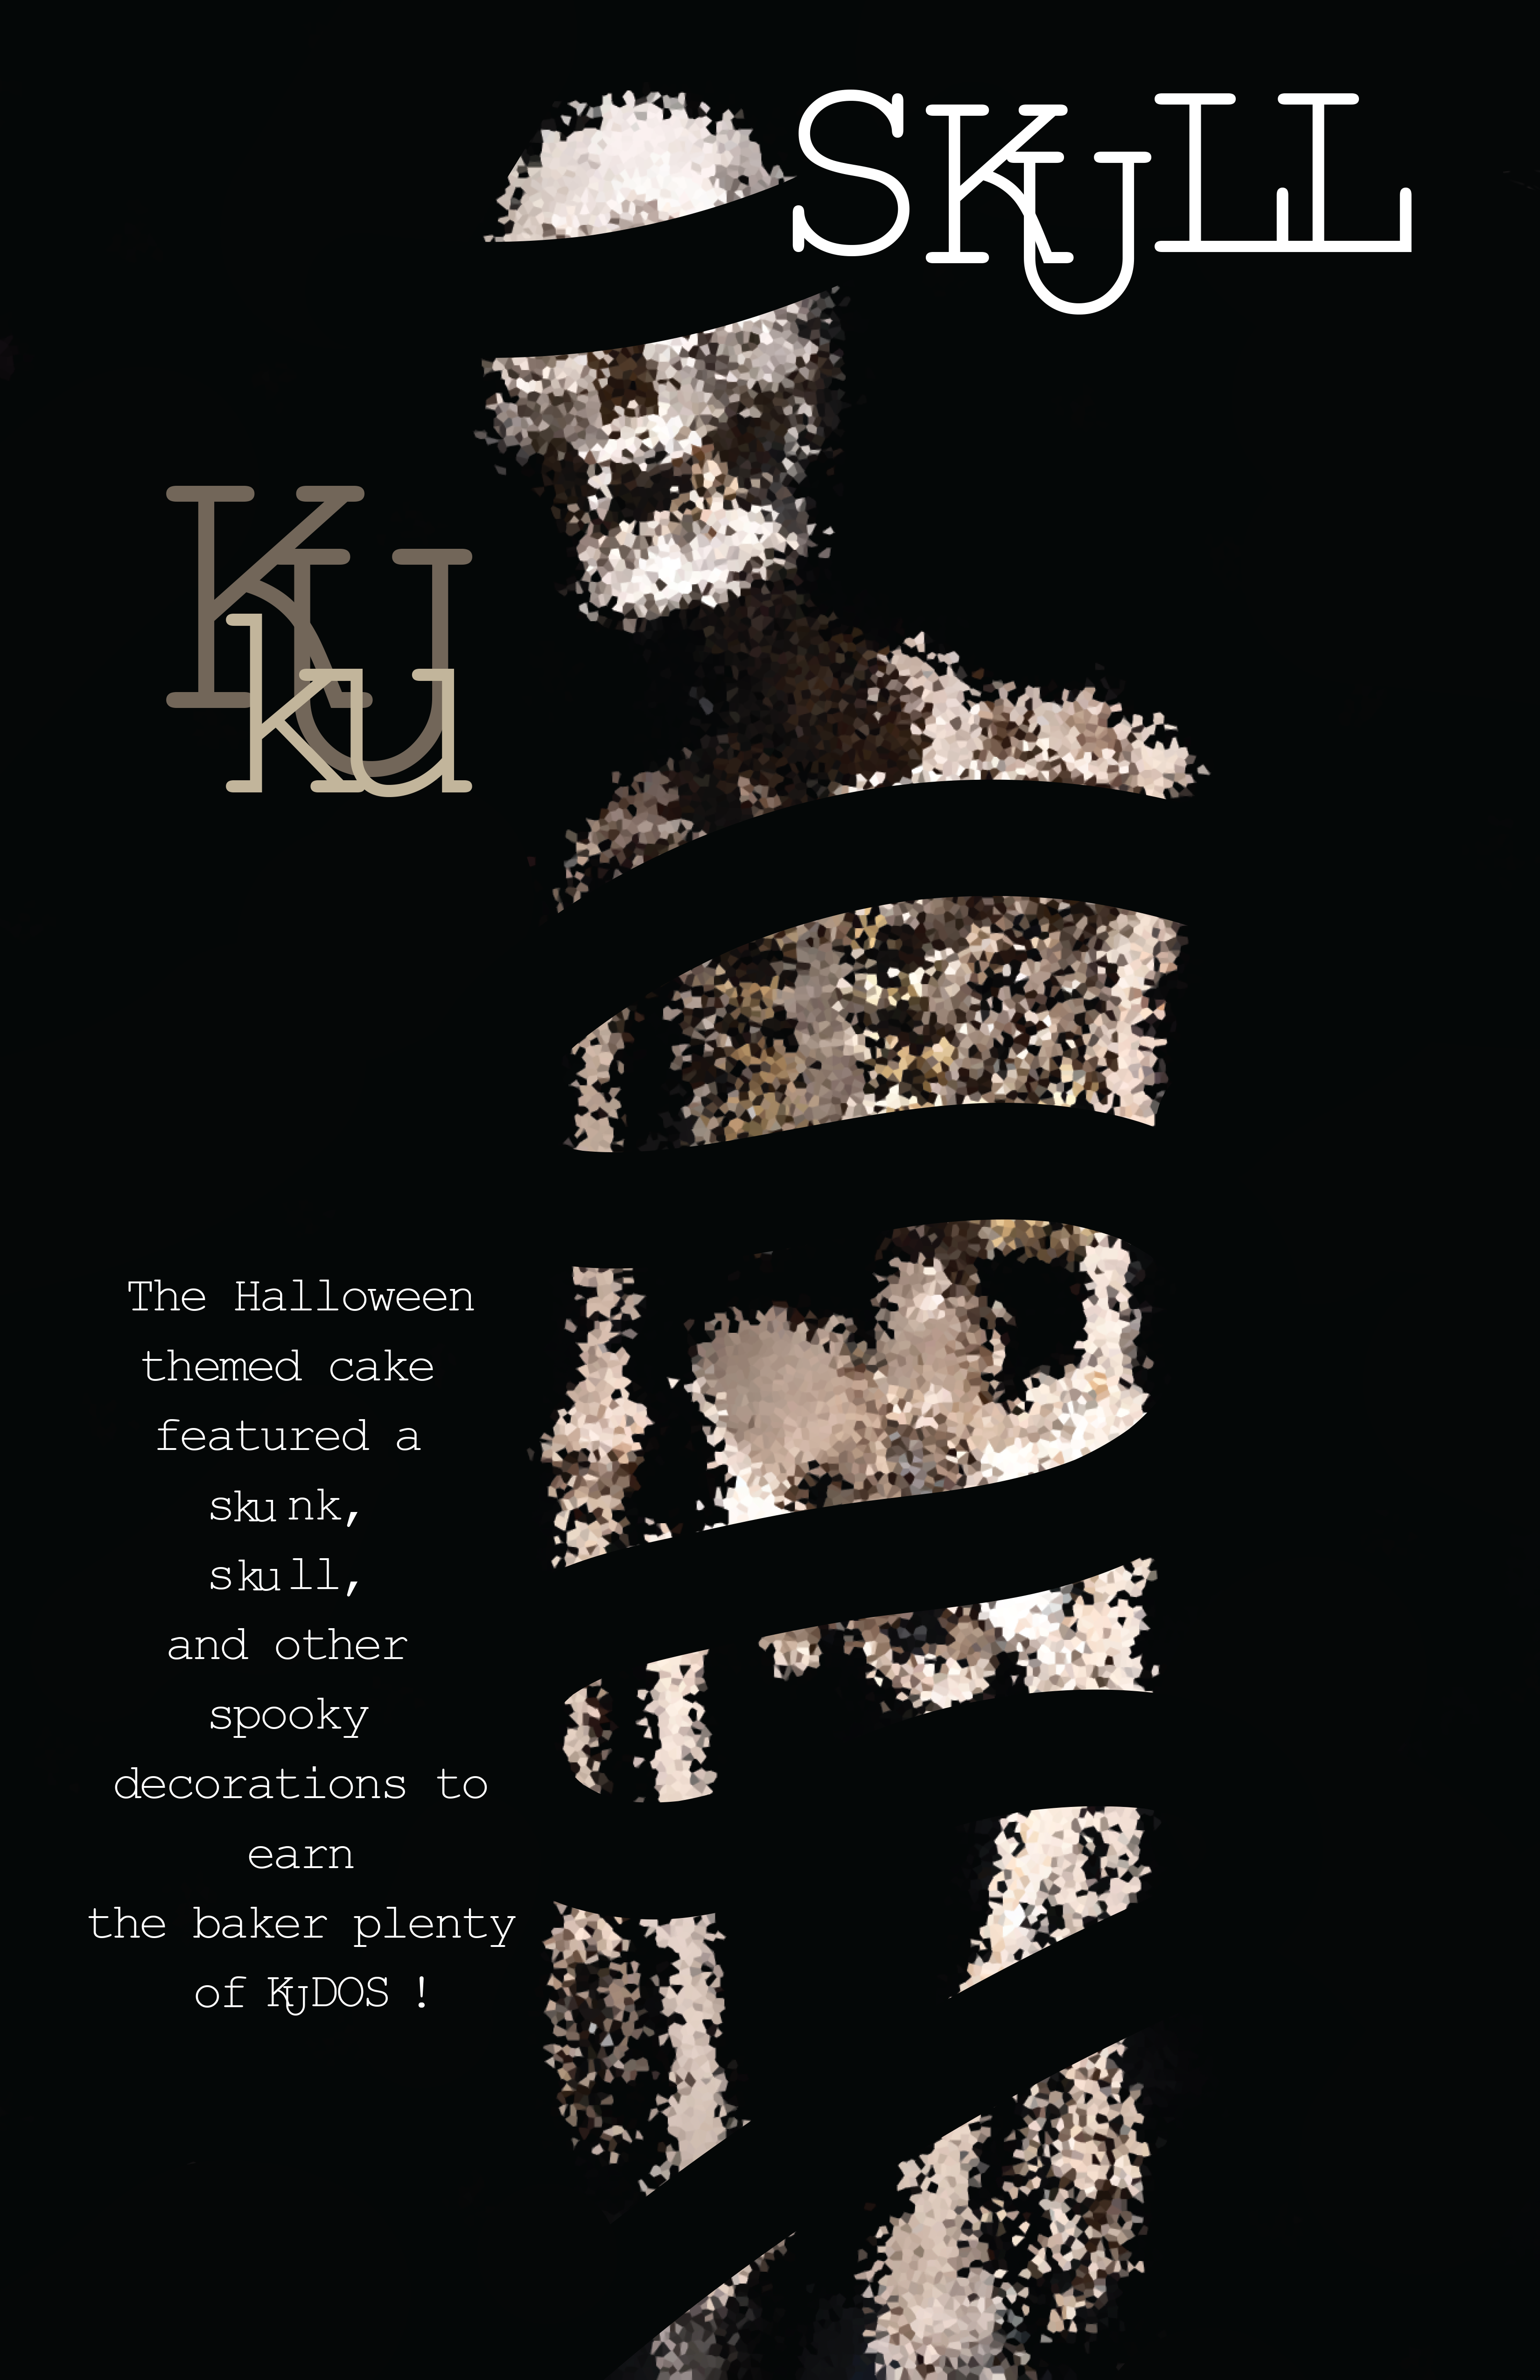 SKULL
KU
ku
The Halloween
themed cake
featured a
skunk,
skull,
and other
spooky
decorations to
earn
the baker plenty
of KUDOS !